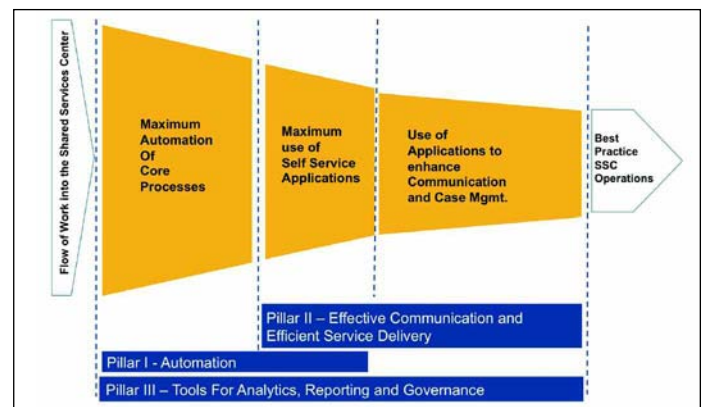 Flow of Work into the Shared Services Center
Maximum
Automation
Of
Core
Processes
Maximum
use of
Self Service
Applications
Use of
Applications to
enhance
Communication
and Case Mgmt.
Best
Practice
SSC
Operations
Pillar II – Effective Communication and
Efficient Service Delivery
Pillar I - Automation
Pillar III – Tools For Analytics, Reporting and Governance